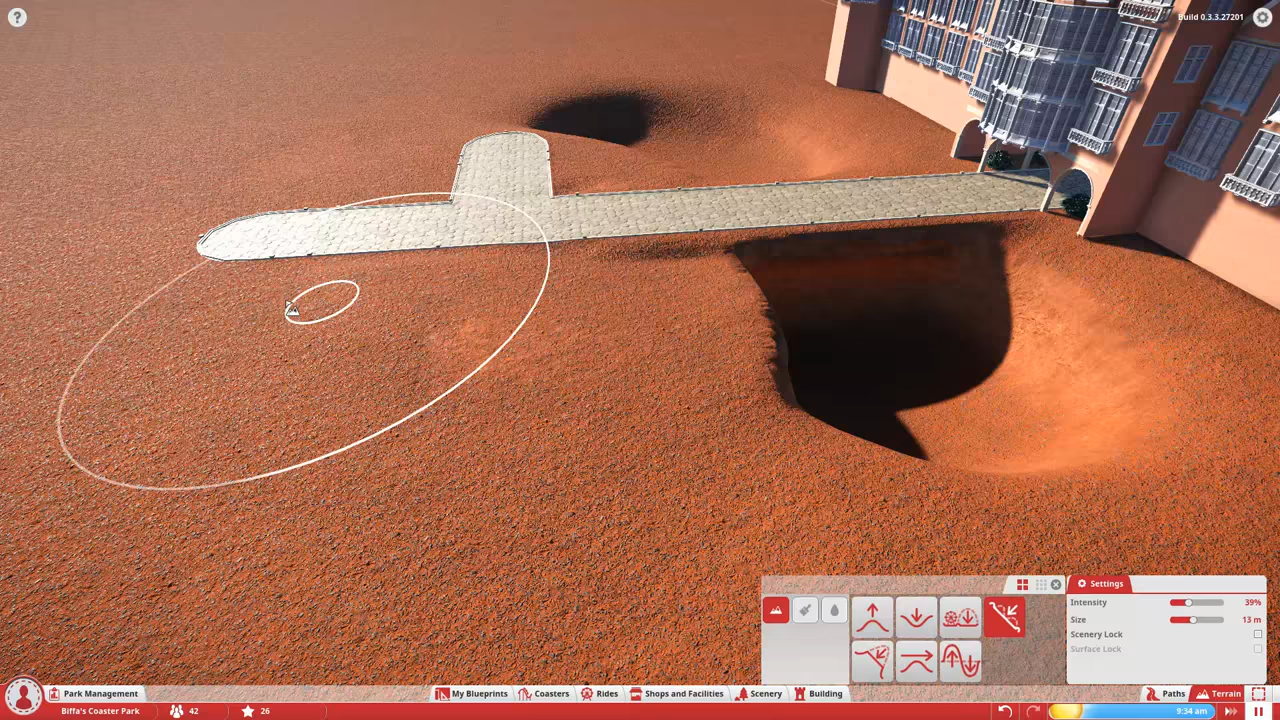 ?
Build 0.3.3.27201
Settings
Intensity 39%
Size 13 m
Scenery Lock
Surface Lock
Park Management My Blueprints Coasters Rides Shops and Facilities Scenery Building Paths Terrain
Biffa's Coaster Park 42 26 9:34 am